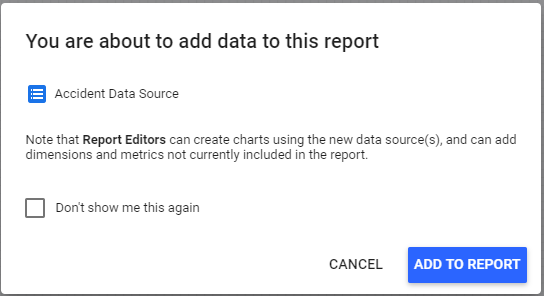 You are about to add data to this report
Accident Data Source
Note that Report Editors can create charts using the new data source(s), and can add
dimensions and metrics not currently included in the report.
Don't show me this again
CANCEL
ADD TO REPORT